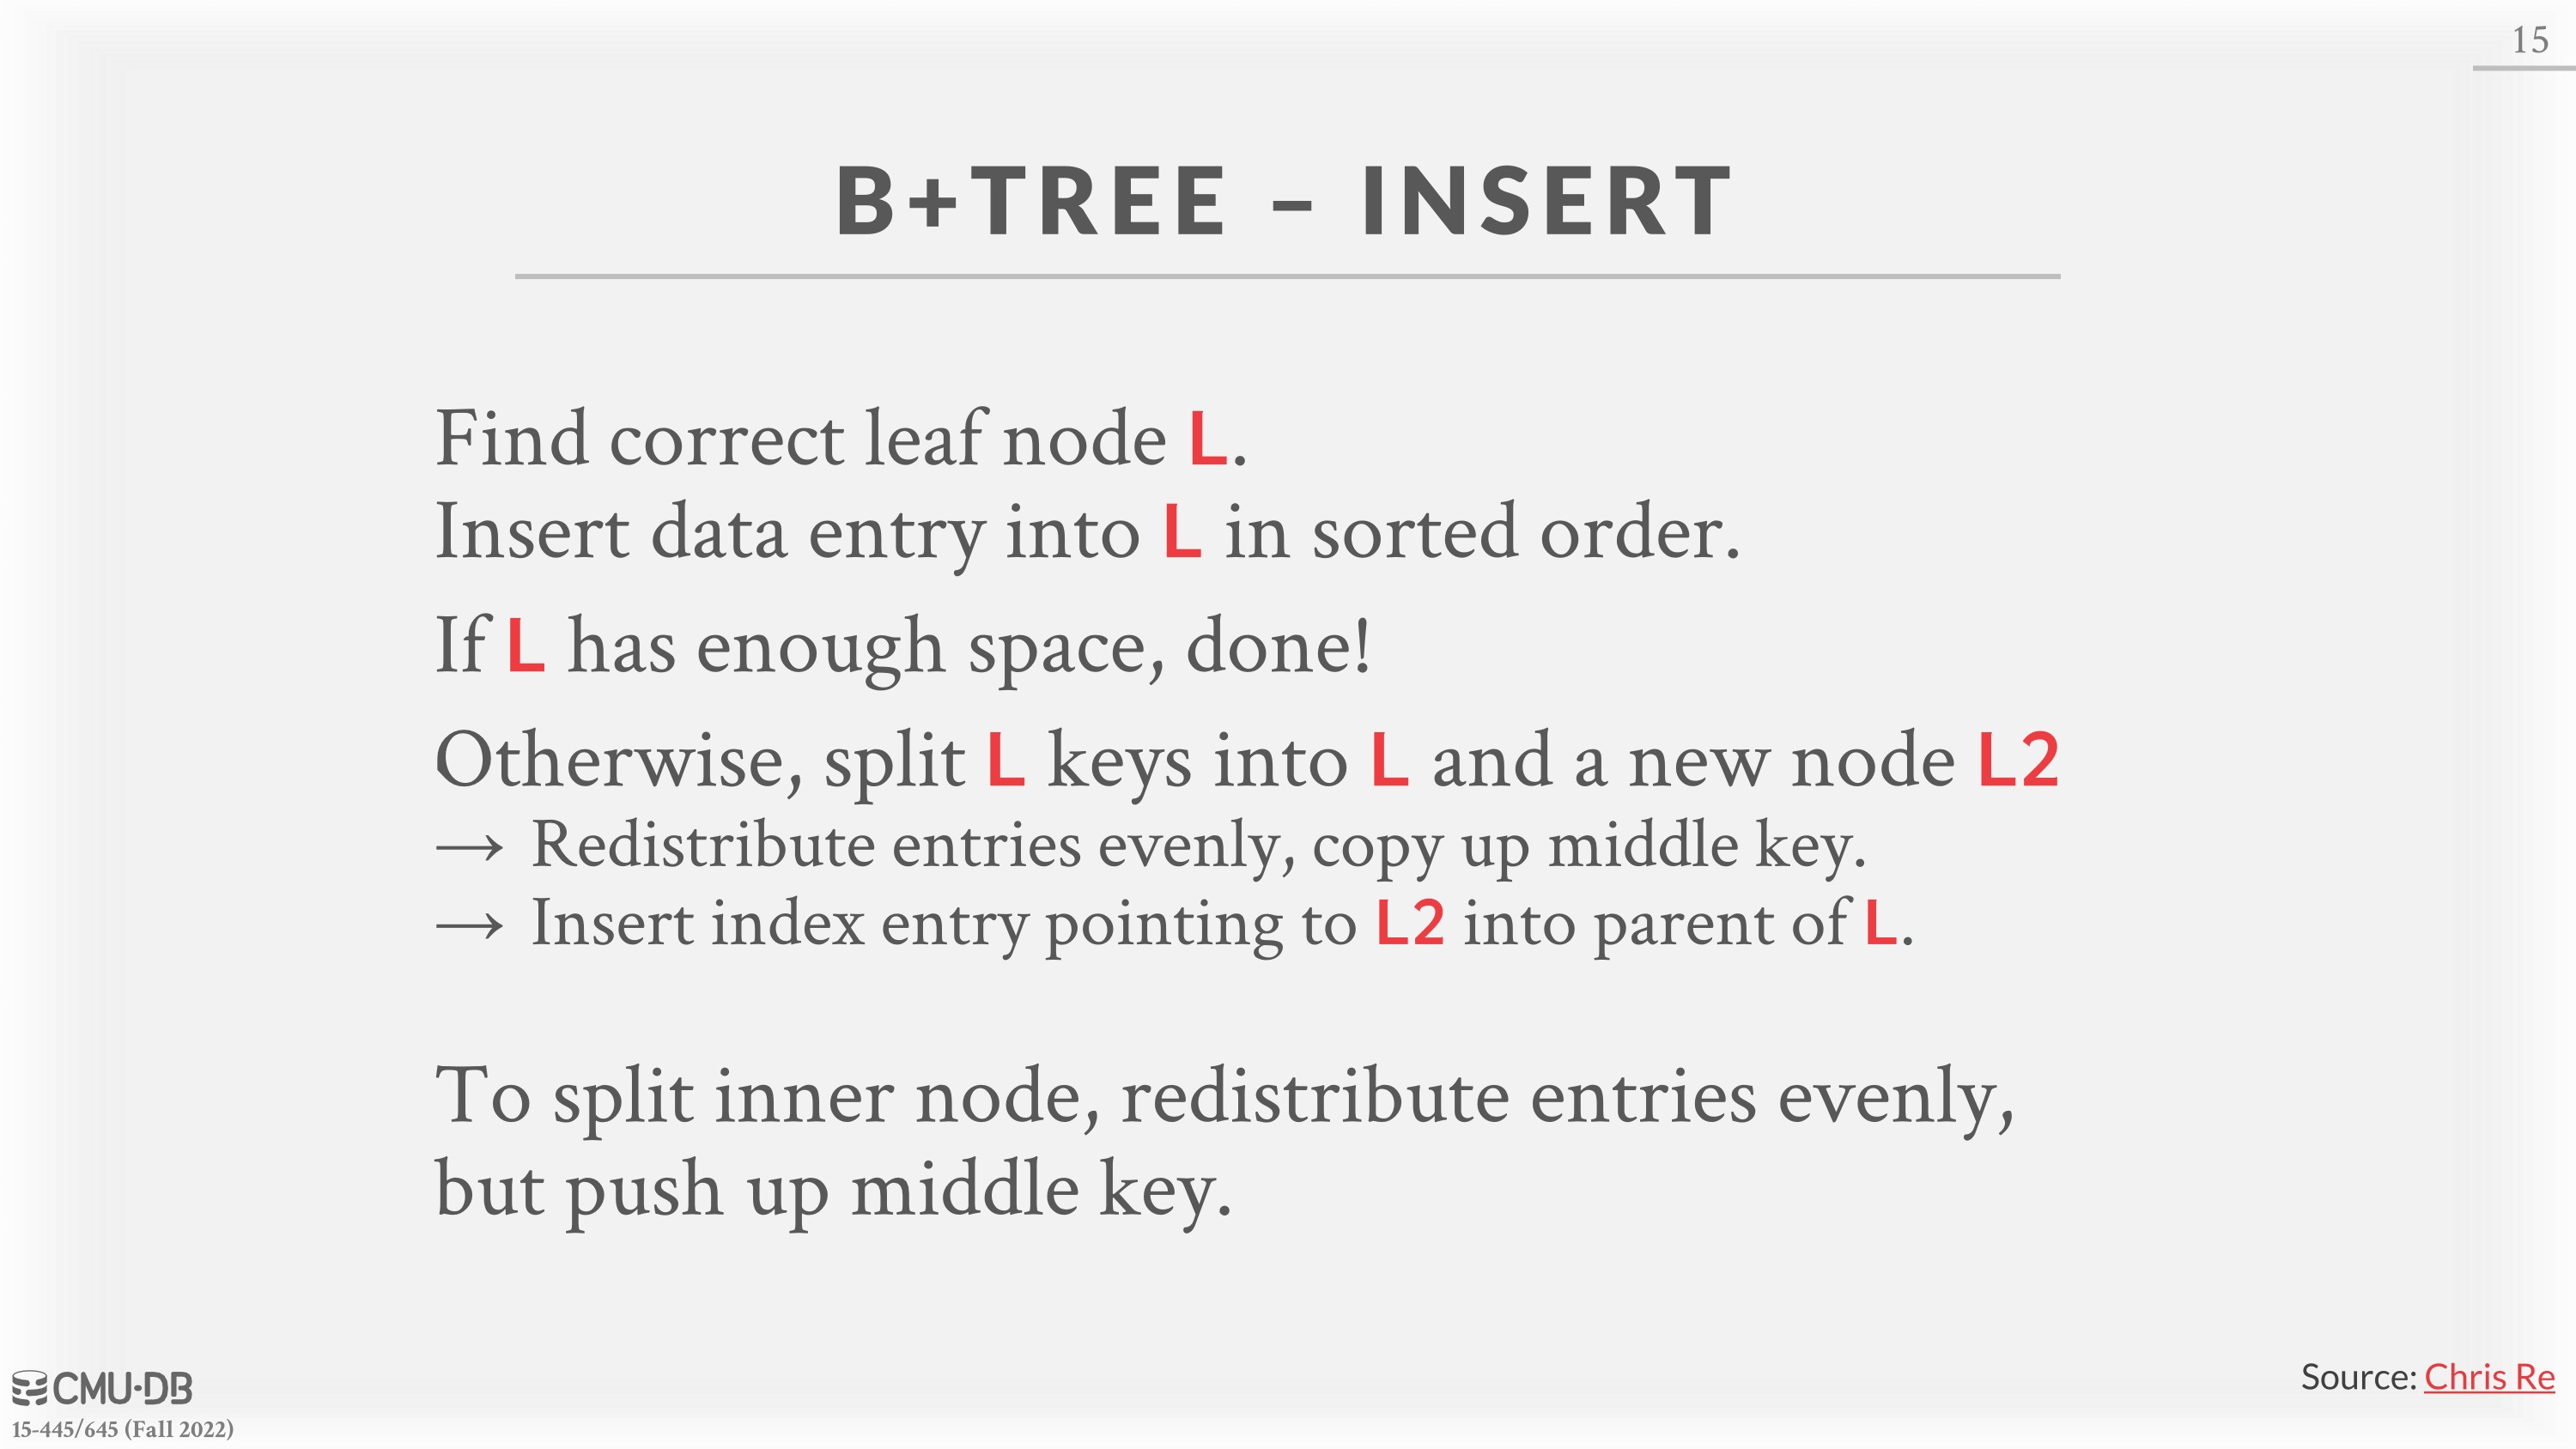 15
B+TREE – INSERT
Find correct leaf node L.
Insert data entry into L in sorted order.
If L has enough space, done!
Otherwise, split L keys into L and a new node L2
→ Redistribute entries evenly, copy up middle key.
→ Insert index entry pointing to L2 into parent of L.
To split inner node, redistribute entries evenly,
but push up middle key.
CMU·DB
15-445/645 (Fall 2022)
Source: Chris Re